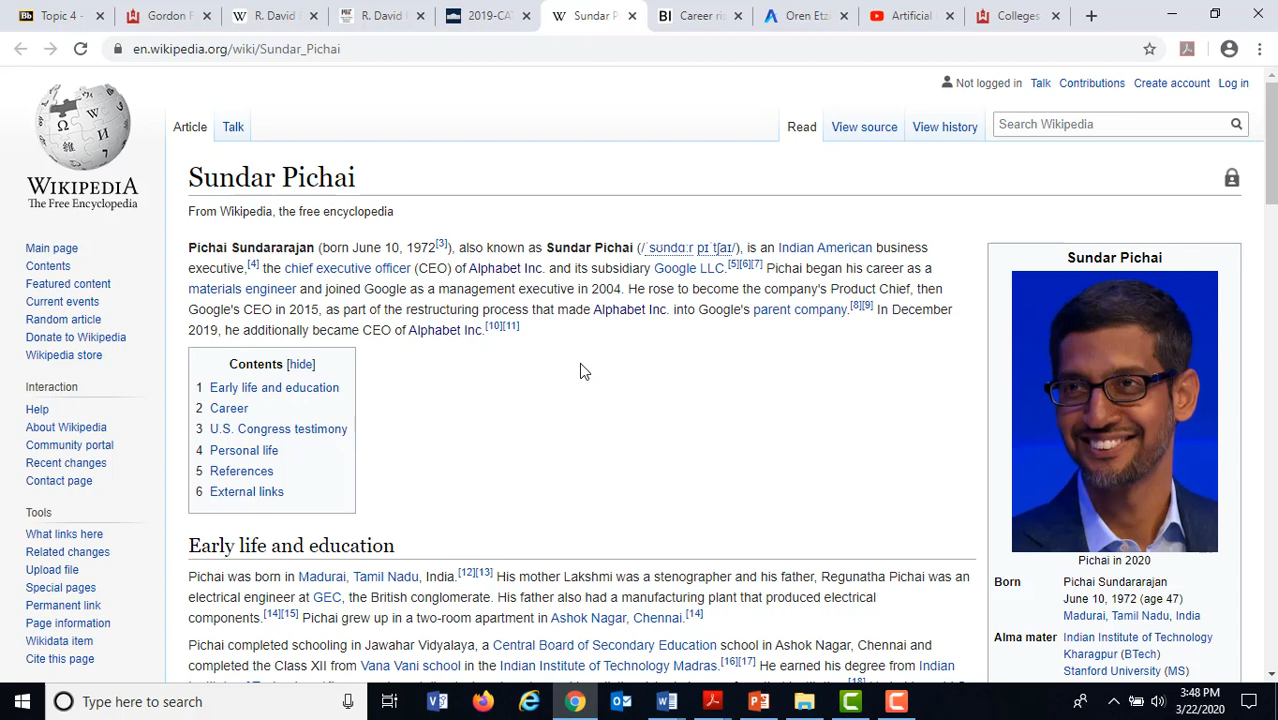 Topic 4 -
Gordon F
R. David
R. David I
2019-CAT
Sundar P
Career ris
Oren Etz
Artificial
Colleges
en.wikipedia.org/wiki/Sundar_Pichai
Not logged in Talk Contributions Create account Log in
Article Talk Read View source View history Search Wikipedia
WIKIPEDIA
The Free Encyclopedia
Main page
Contents
Featured content
Current events
Random article
Donate to Wikipedia
Wikipedia store
Interaction
Help
About Wikipedia
Community portal
Recent changes
Contact page
Tools
What links here
Related changes
Upload file
Special pages
Permanent link
Page information
Wikidata item
Cite this page
Sundar Pichai
From Wikipedia, the free encyclopedia
Pichai Sundararajan (born June 10, 1972[3]), also known as Sundar Pichai (/ˈsʊndɑːr pɪˈtʃaɪ/), is an Indian American business
executive,[4] the chief executive officer (CEO) of Alphabet Inc. and its subsidiary Google LLC.[5][6][7] Pichai began his career as a
materials engineer and joined Google as a management executive in 2004. He rose to become the company's Product Chief, then
Google's CEO in 2015, as part of the restructuring process that made Alphabet Inc. into Google's parent company.[8][9] In December
2019, he additionally became CEO of Alphabet Inc.[10][11]
Contents [hide]
1 Early life and education
2 Career
3 U.S. Congress testimony
4 Personal life
5 References
6 External links
Early life and education
Pichai was born in Madurai, Tamil Nadu, India.[12][13] His mother Lakshmi was a stenographer and his father, Regunatha Pichai was an
electrical engineer at GEC, the British conglomerate. His father also had a manufacturing plant that produced electrical
components.[14][15] Pichai grew up in a two-room apartment in Ashok Nagar, Chennai.[14]
Pichai completed schooling in Jawahar Vidyalaya, a Central Board of Secondary Education school in Ashok Nagar, Chennai and
completed the Class XII from Vana Vani school in the Indian Institute of Technology Madras.[16][17] He earned his degree from Indian
Sundar Pichai
Pichai in 2020
Born Pichai Sundararajan
June 10, 1972 (age 47)
Madurai, Tamil Nadu, India
Alma mater Indian Institute of Technology
Kharagpur (BTech)
Stanford University (MS)
Type here to search
3:48 PM
3/22/2020